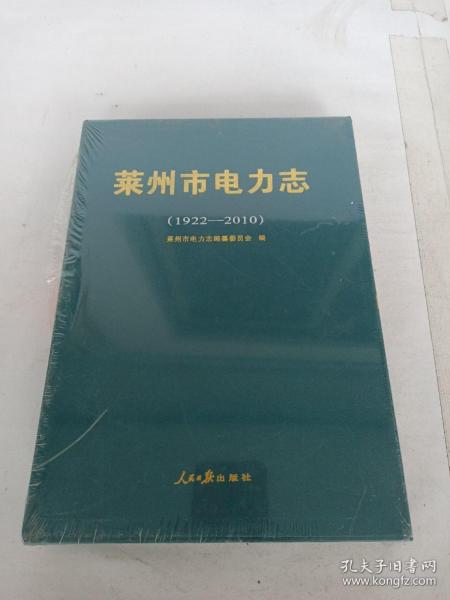 莱州市电力志
(1922—2010)
莱州市电力志编纂委员会 编
人民日报出版社
孔夫子旧书网
www.kongfz.com